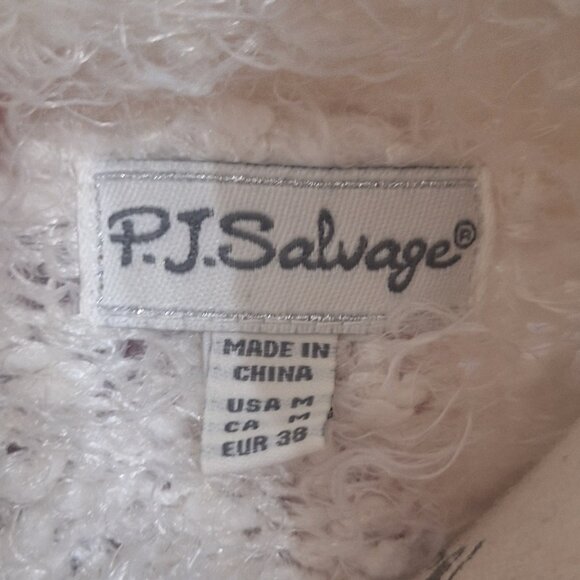 P.J.Salvage®
MADE IN
CHINA
USA M
CA M
EUR 38